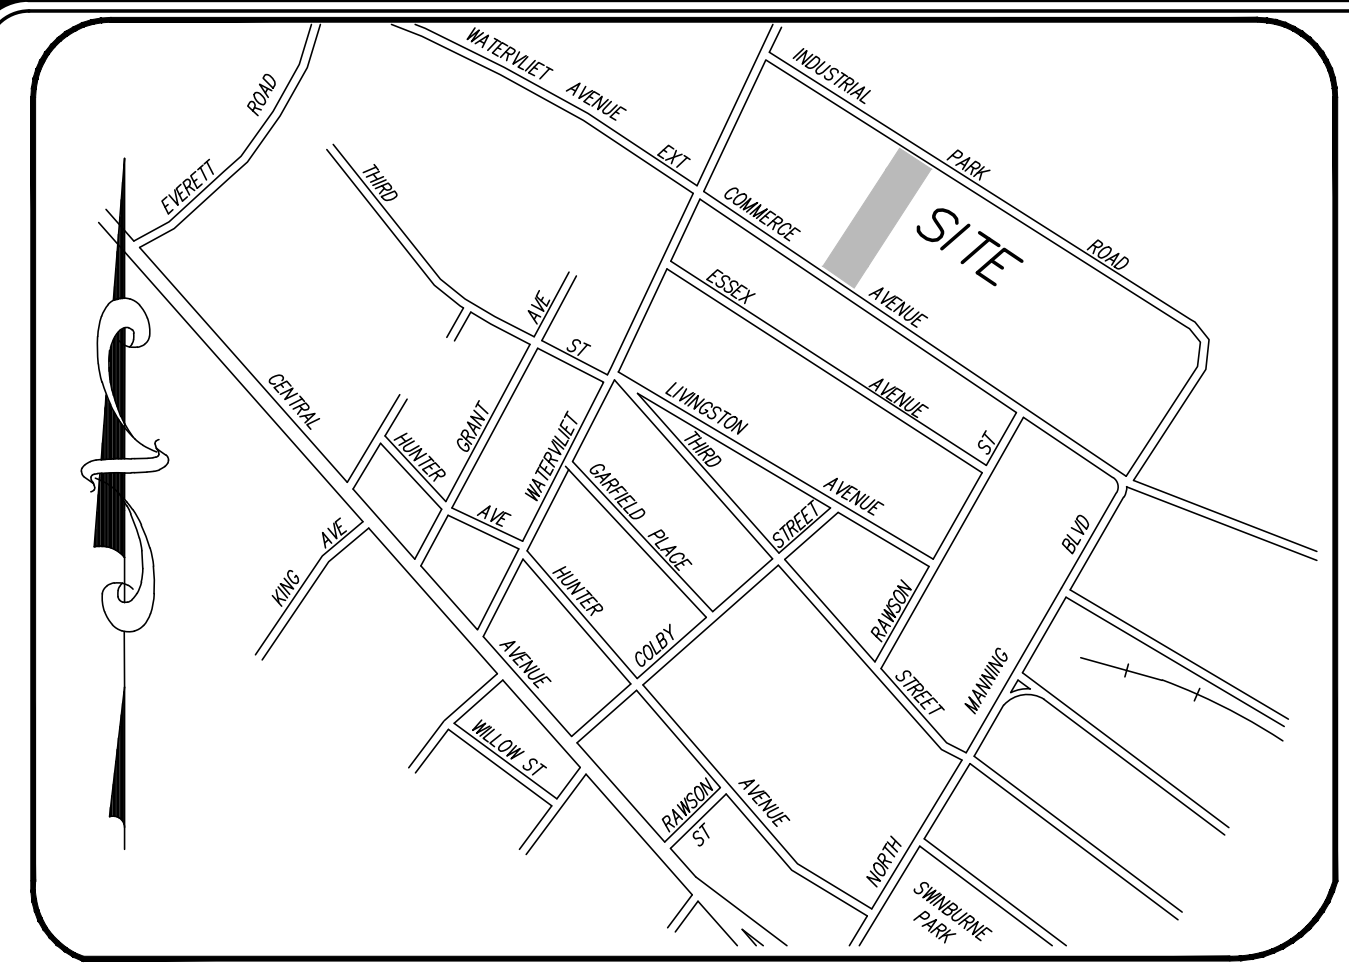 WATERVLIET AVENUE EXT
INDUSTRIAL PARK ROAD
EVERETT ROAD
THIRD ST
COMMERCE AVENUE
SITE
ESSEX AVENUE
GRANT AVE
CENTRAL AVENUE
LIVINGSTON AVENUE
HUNTER AVE
WATERVLIET
THIRD STREET
GARFIELD PLACE
RAWSON ST
KING AVE
HUNTER AVENUE
COLBY STREET
NORTH MANNING BLVD
WILLOW ST
RAWSON ST
SWNBURNE
PARK